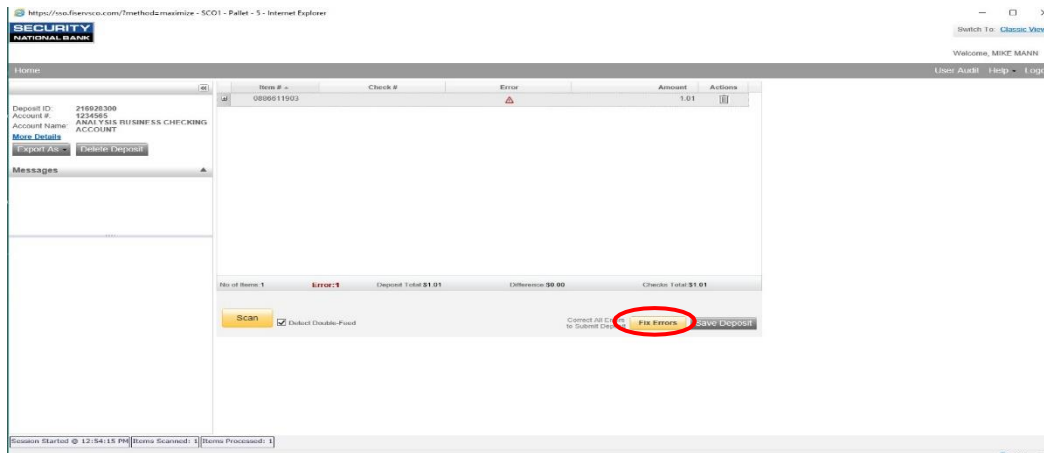 https://sso.fiservsco.com/?method=maximize - SCO1 - Pallet - 5 - Internet Explorer
SECURITY
NATIONAL BANK
Switch To: Classic View
Welcome, MIKE MANN
Home
User Audit Help Logo
Item # Check # Error Amount Actions
0886611903 1.01
Deposit ID: 216928300
Account #: 1234565
Account Name: ANALYSIS BUSINESS CHECKING
ACCOUNT
More Details
Export As Delete Deposit
Messages
No of Items: 1 Error:1 Deposit Total:$1.01 Difference:$0.00 Checks Total:$1.01
Scan Detect Double-Feed
Correct All Errors
to Submit Deposit
Fix Errors Save Deposit
Session Started @ 12:54:15 PM Items Scanned: 1 Items Processed: 1